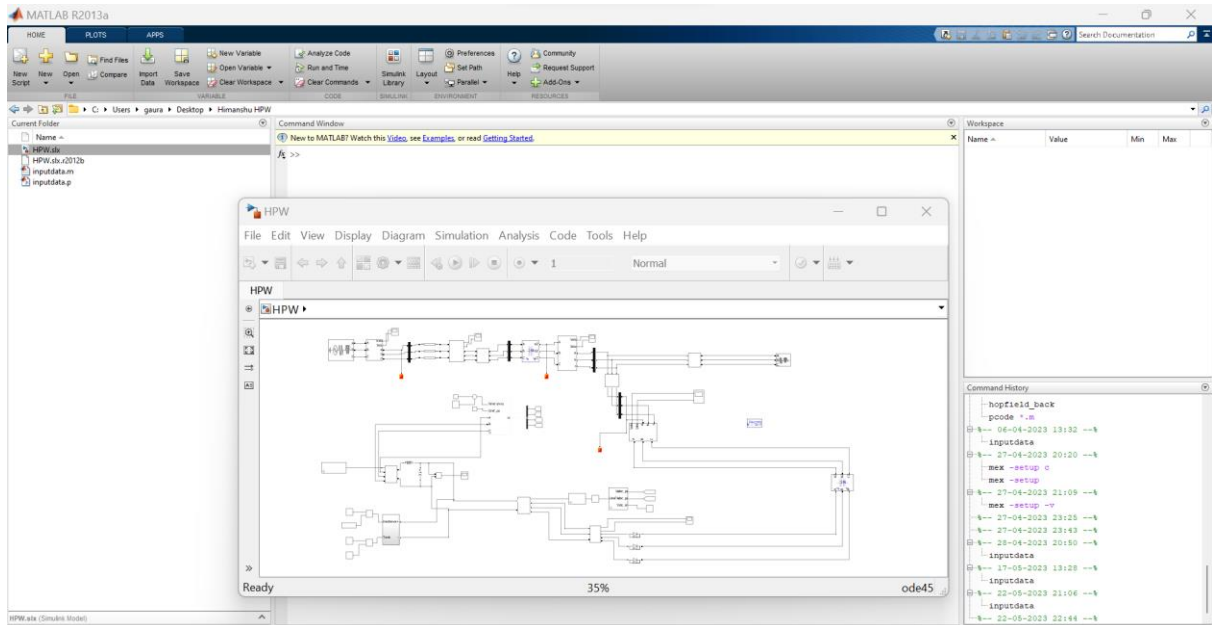 MATLAB R2013a
HOME PLOTS APPS
Search Documentation
New Script
New
Open
Find Files
Compare
Import Data
Save Workspace
New Variable
Open Variable
Clear Workspace
Analyze Code
Run and Time
Clear Commands
Simulink Library
Layout
Preferences
Set Path
Parallel
Help
Community
Request Support
Add-Ons
FILE VARIABLE CODE SIMULINK ENVIRONMENT RESOURCES
C: Users gaura Desktop Himanshu HPW
Current Folder
Name
HPW.slx
HPW.slx.r2012b
inputdata.m
inputdata.p
HPW.slx (Simulink Model)
Command Window
New to MATLAB? Watch this Video, see Examples, or read Getting Started.
fx >>
HPW
File Edit View Display Diagram Simulation Analysis Code Tools Help
1 Normal
HPW
HPW
Ready 35% ode45
Workspace
Name Value Min Max
Command History
hopfield_back
pcode *.m
%-- 06-04-2023 13:32 --%
inputdata
%-- 27-04-2023 20:20 --%
mex -setup c
mex -setup
%-- 27-04-2023 21:09 --%
mex -setup -v
%-- 27-04-2023 23:25 --%
%-- 27-04-2023 23:43 --%
%-- 28-04-2023 20:50 --%
inputdata
%-- 17-05-2023 13:28 --%
inputdata
%-- 22-05-2023 21:06 --%
inputdata
%-- 22-05-2023 22:44 --%